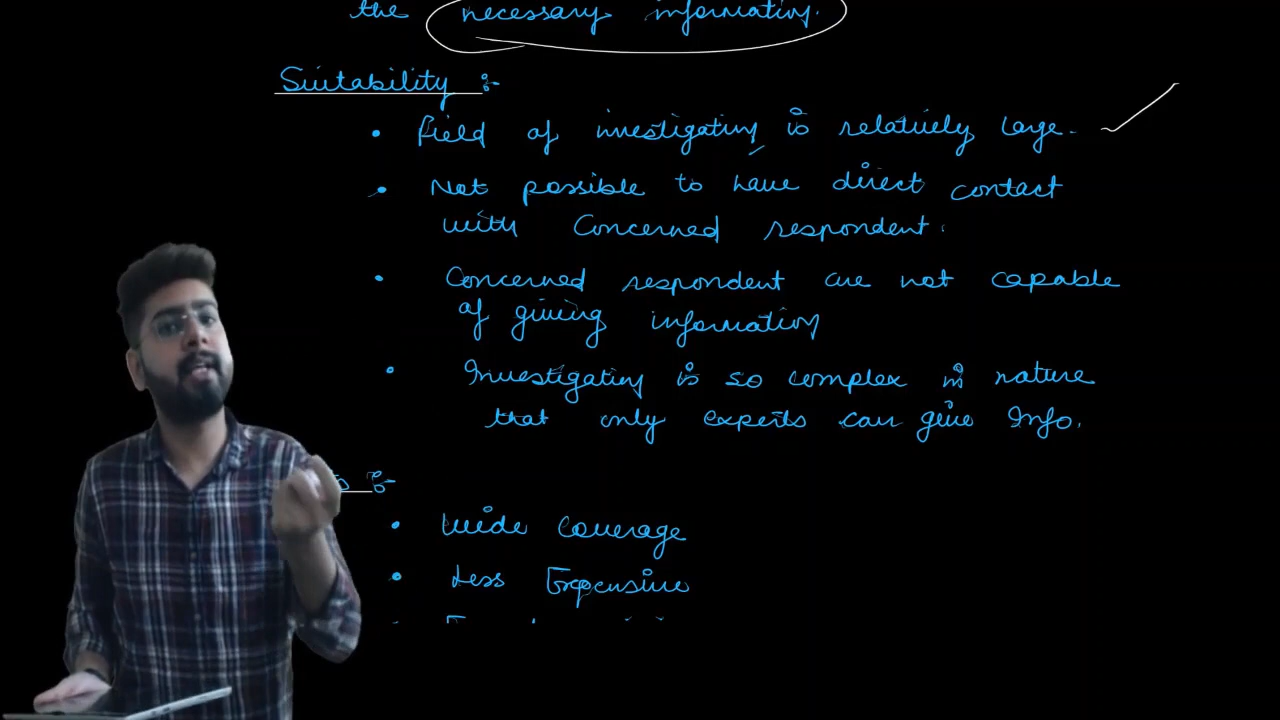 the necessary information.
Suitability :-
• Field of investigation is relatively large.
• Not possible to have direct contact
with Concerned respondent.
• Concerned respondent are not capable
of giving information
• Investigation is so complex in nature
that only experts can give Info.
:-
• Wide Coverage
• Less Expensive